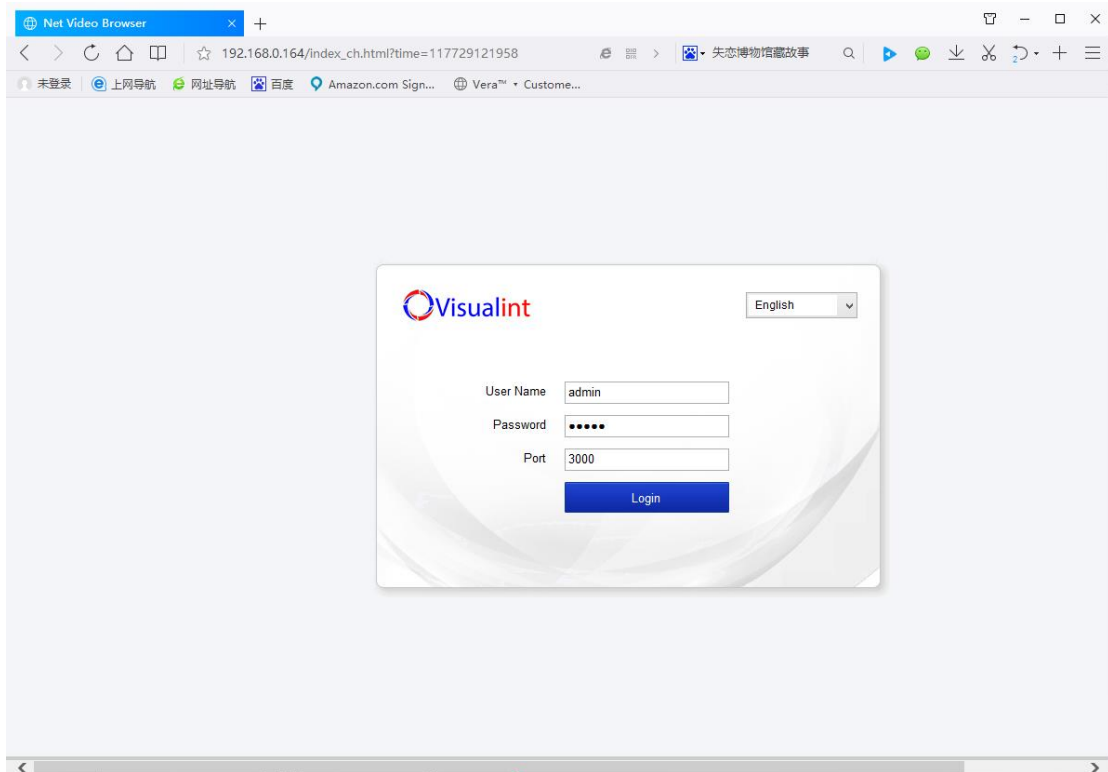 Net Video Browser
192.168.0.164/index_ch.html?time=117729121958
失恋博物馆藏故事
2
未登录
上网导航
网址导航
百度
Amazon.com Sign...
Vera™ • Custome...
Visualint
English
User Name
admin
Password
•••••
Port
3000
Login